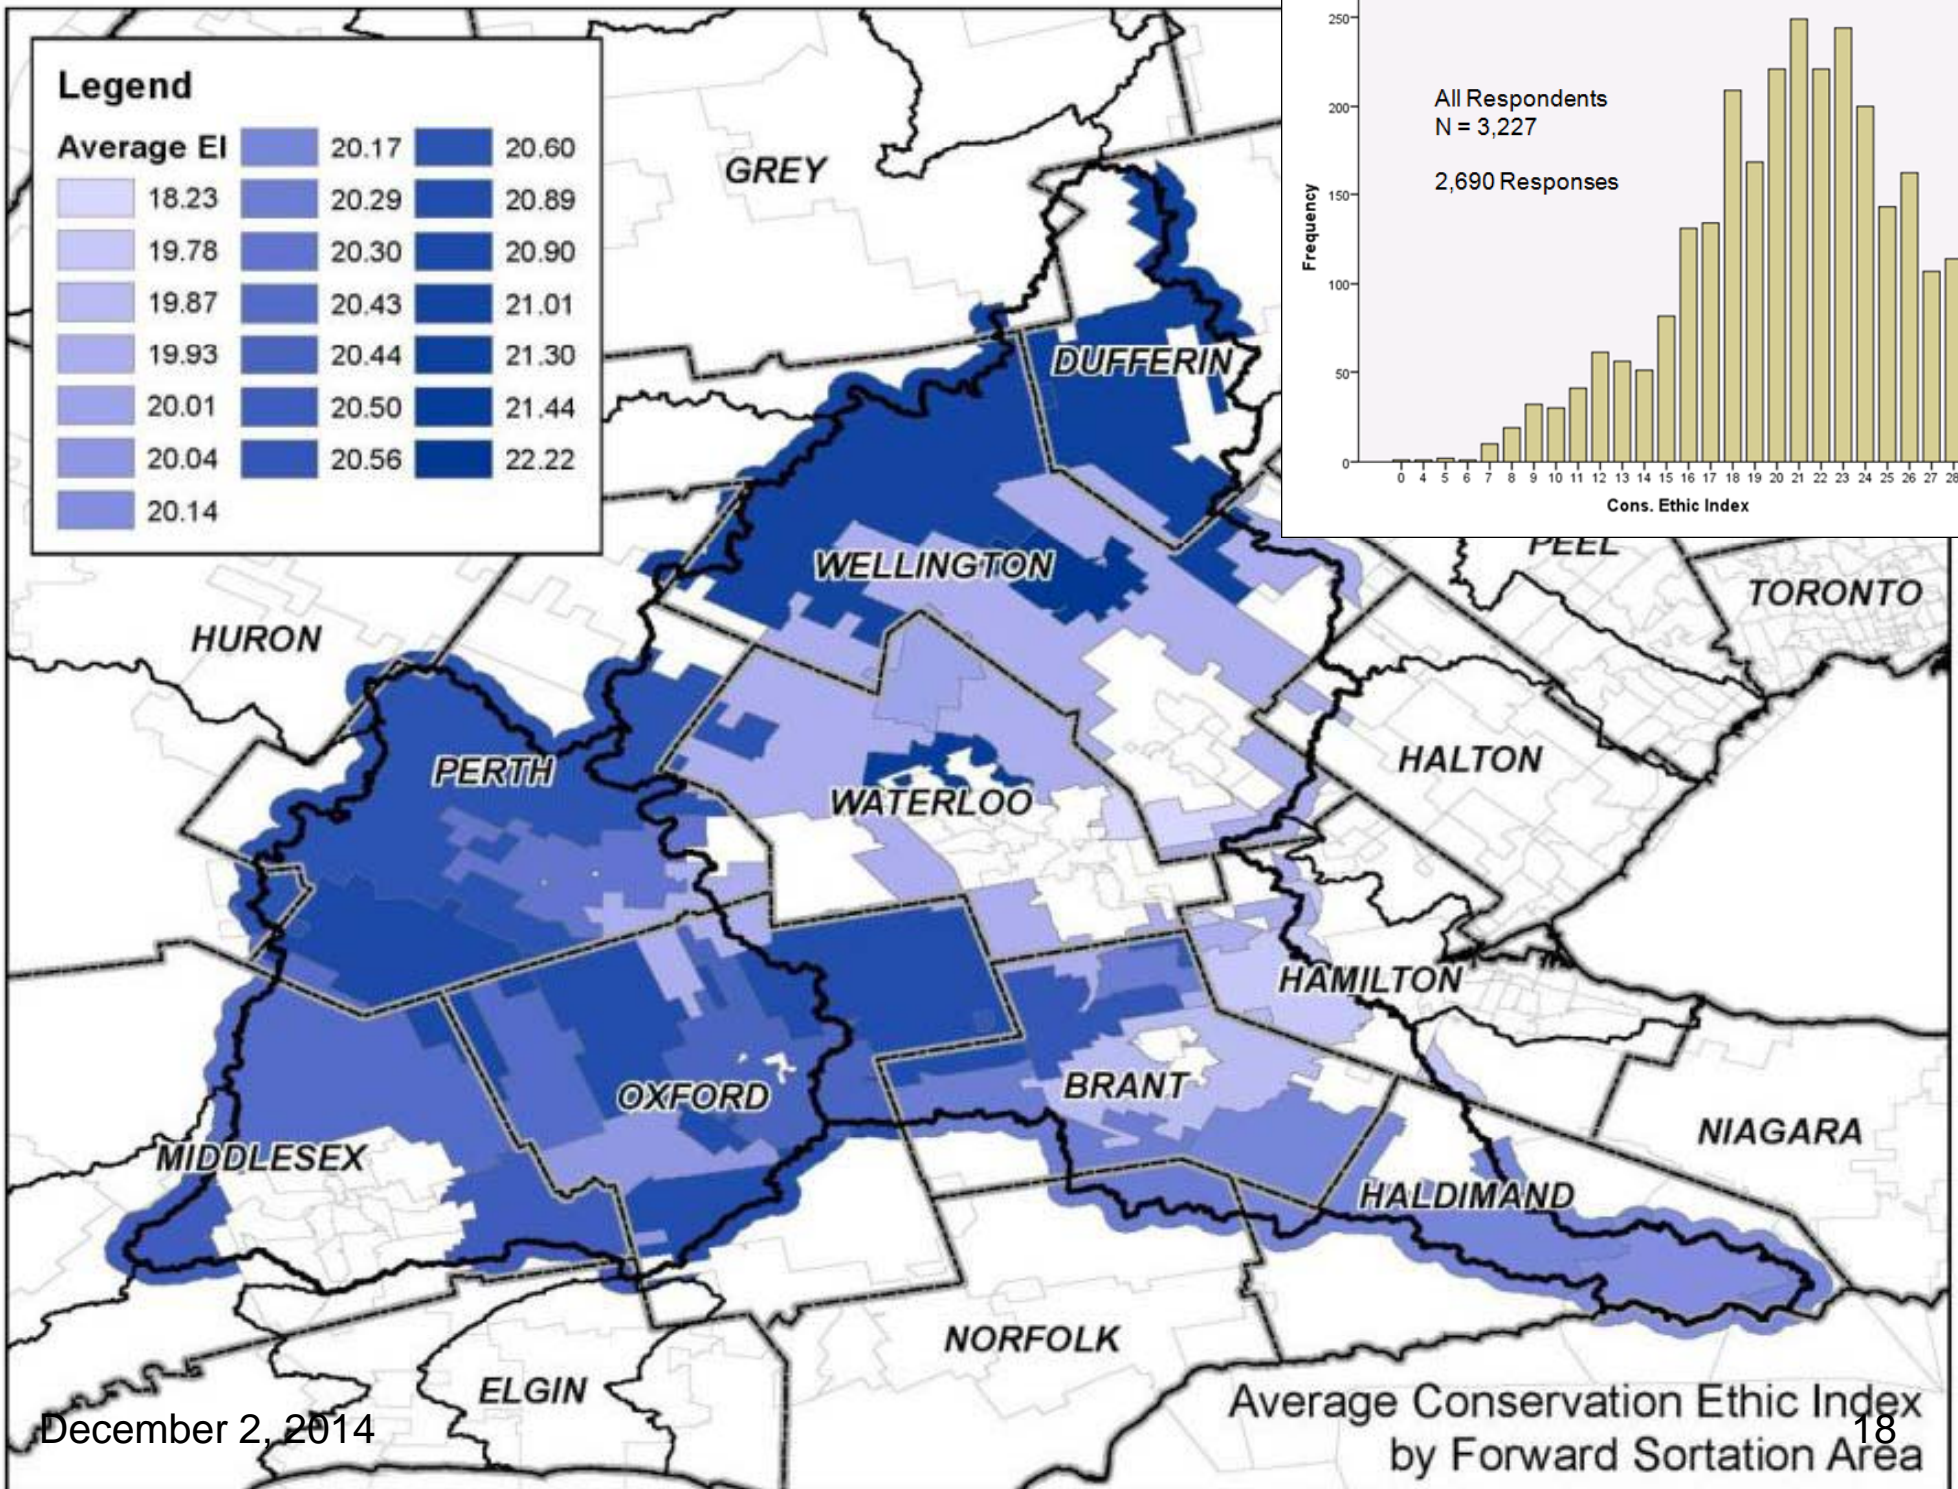 Legend
Average EI
18.23
19.78
19.87
19.93
20.01
20.04
20.14
20.17
20.29
20.30
20.43
20.44
20.50
20.56
20.60
20.89
20.90
21.01
21.30
21.44
22.22
250
200
150
100
50
0
Frequency
All Respondents
N = 3,227
2,690 Responses
0 4 5 6 7 8 9 10 11 12 13 14 15 16 17 18 19 20 21 22 23 24 25 26 27 28
Cons. Ethic Index
GREY
DUFFERIN
WELLINGTON
PEEL
TORONTO
HURON
PERTH
WATERLOO
HALTON
HAMILTON
OXFORD
BRANT
MIDDLESEX
NIAGARA
HALDIMAND
NORFOLK
ELGIN
Average Conservation Ethic Index
by Forward Sortation Area
December 2, 2014
18